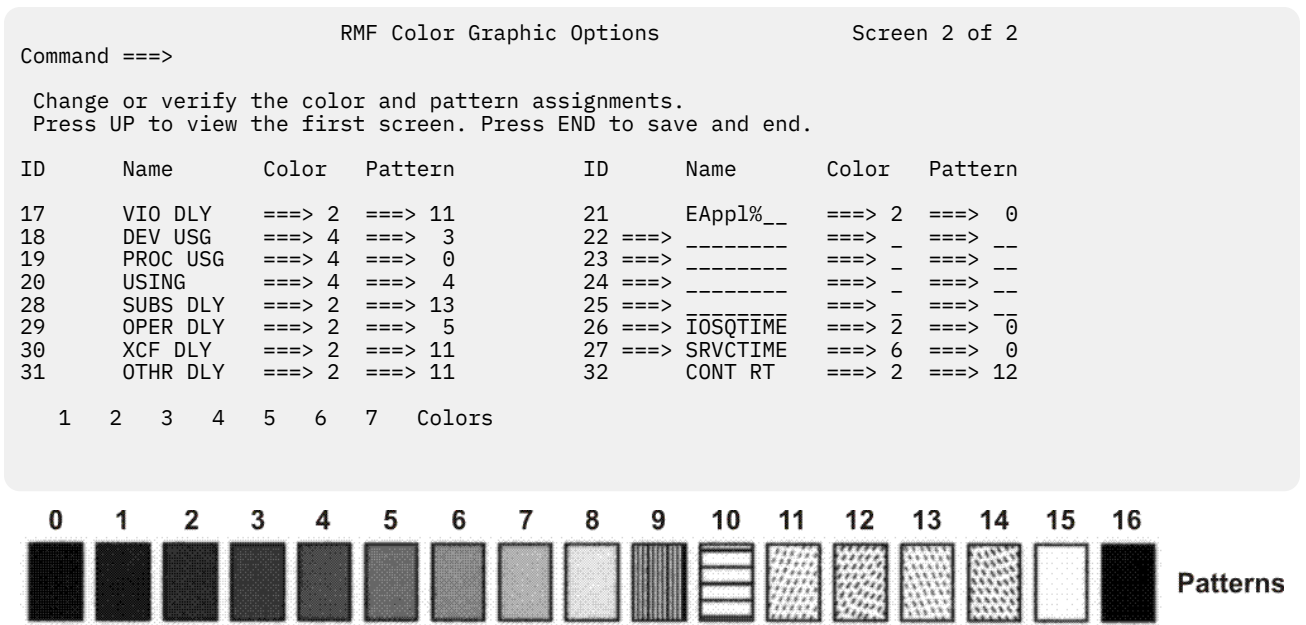 RMF Color Graphic Options                Screen 2 of 2
Command ===>
Change or verify the color and pattern assignments.
Press UP to view the first screen. Press END to save and end.
ID      Name       Color   Pattern          ID      Name       Color   Pattern
17      VIO DLY    ===> 2  ===> 11          21      EAppl%__   ===> 2  ===>  0
18      DEV USG    ===> 4  ===>  3          22 ===> ________   ===> _  ===> __
19      PROC USG   ===> 4  ===>  0          23 ===> ________   ===> _  ===> __
20      USING      ===> 4  ===>  4          24 ===> ________   ===> _  ===> __
28      SUBS DLY   ===> 2  ===> 13          25 ===> ________   ===> _  ===> __
29      OPER DLY   ===> 2  ===>  5          26 ===> IOSQTIME   ===> 2  ===>  0
30      XCF DLY    ===> 2  ===> 11          27 ===> SRVCTIME   ===> 6  ===>  0
31      OTHR DLY   ===> 2  ===> 11          32      CONT RT    ===> 2  ===> 12
1   2   3   4   5   6   7   Colors
0 1 2 3 4 5 6 7 8 9 10 11 12 13 14 15 16
Patterns